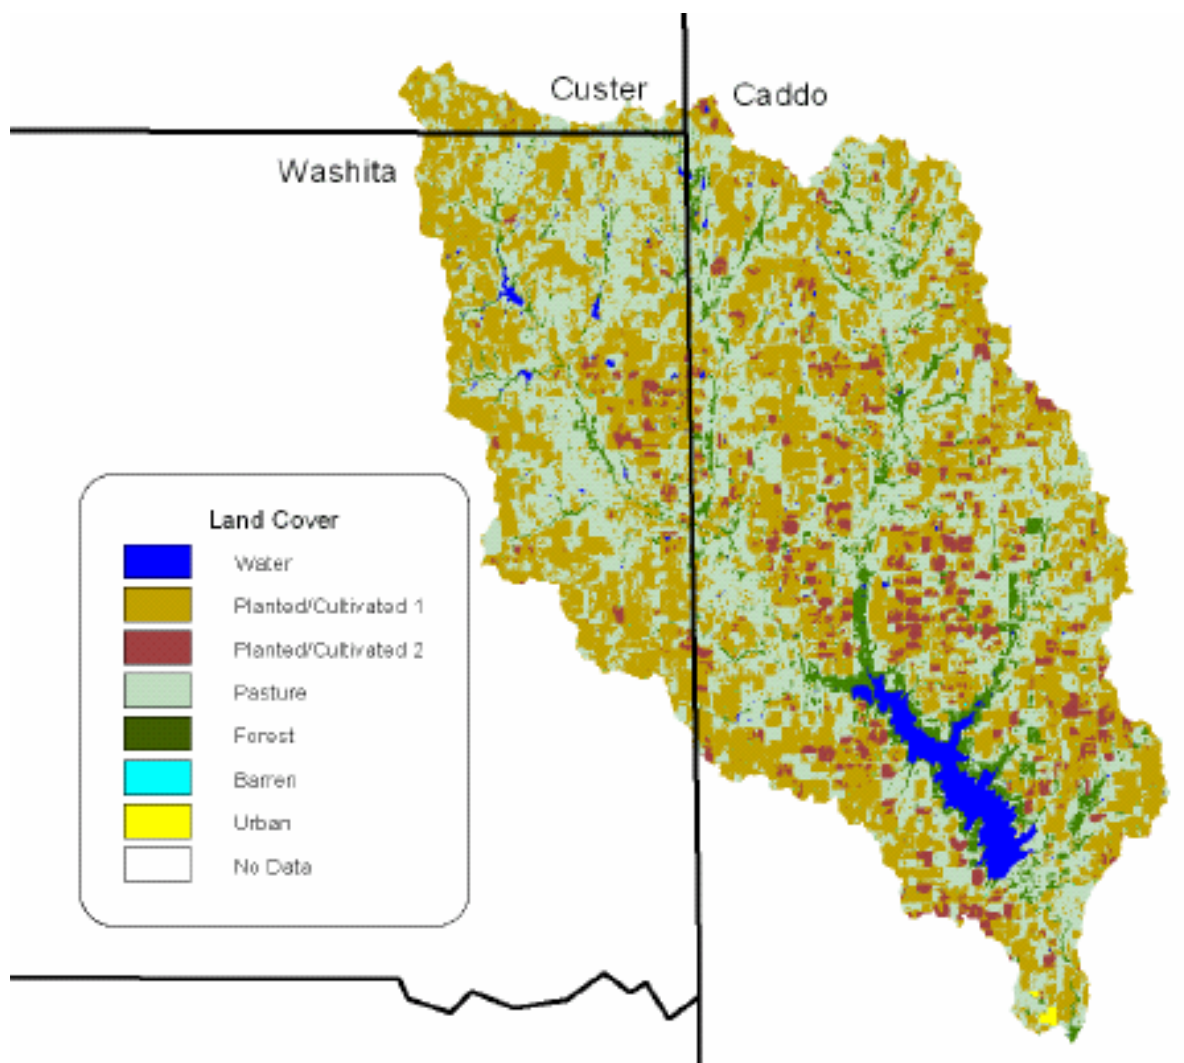 Custer
Caddo
Washita
Land Cover
Water
Planted/Cultivated 1
Planted/Cultivated 2
Pasture
Forest
Barren
Urban
No Data